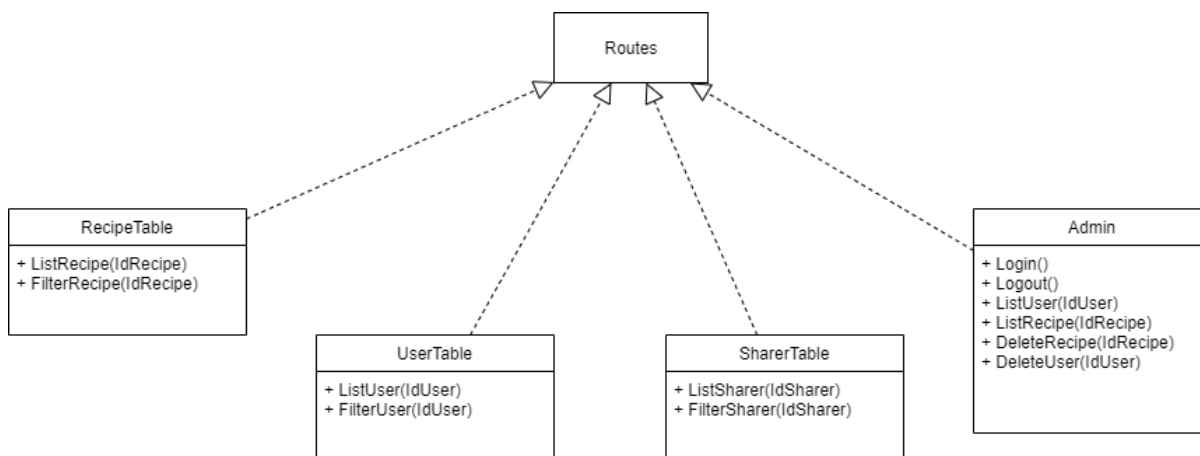 Routes
RecipeTable
+ ListRecipe(IdRecipe)
+ FilterRecipe(IdRecipe)
UserTable
+ ListUser(IdUser)
+ FilterUser(IdUser)
SharerTable
+ ListSharer(IdSharer)
+ FilterSharer(IdSharer)
Admin
+ Login()
+ Logout()
+ ListUser(IdUser)
+ ListRecipe(IdRecipe)
+ DeleteRecipe(IdRecipe)
+ DeleteUser(IdUser)